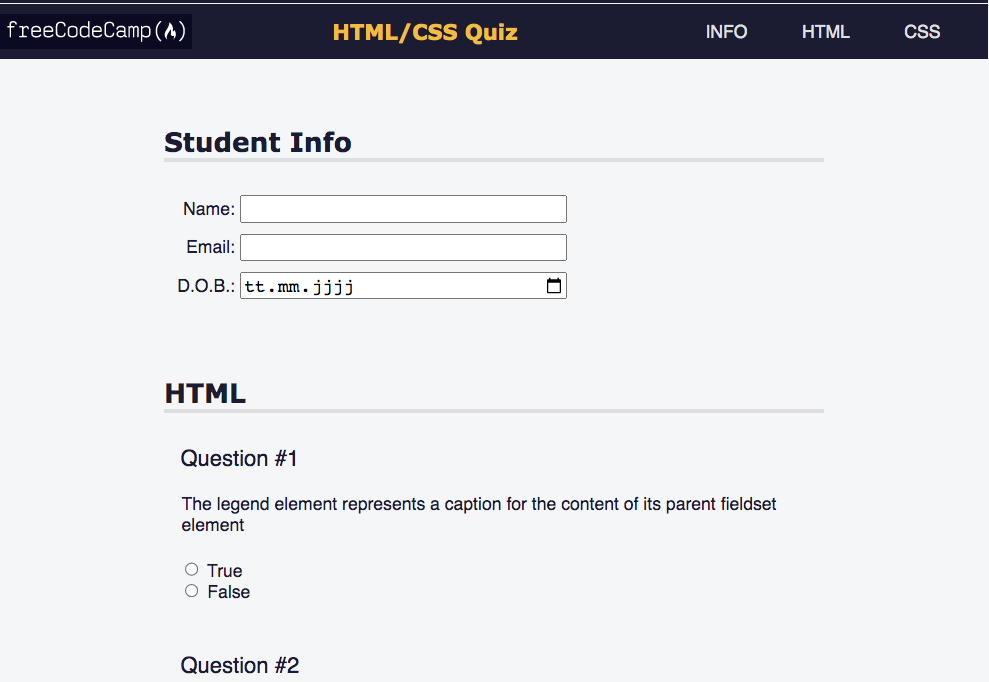 freeCodeCamp(🔥) HTML/CSS Quiz INFO HTML CSS
Student Info
Name:
Email:
D.O.B.: tt.mm.jjjj
HTML
Question #1
The legend element represents a caption for the content of its parent fieldset
element
True
False
Question #2